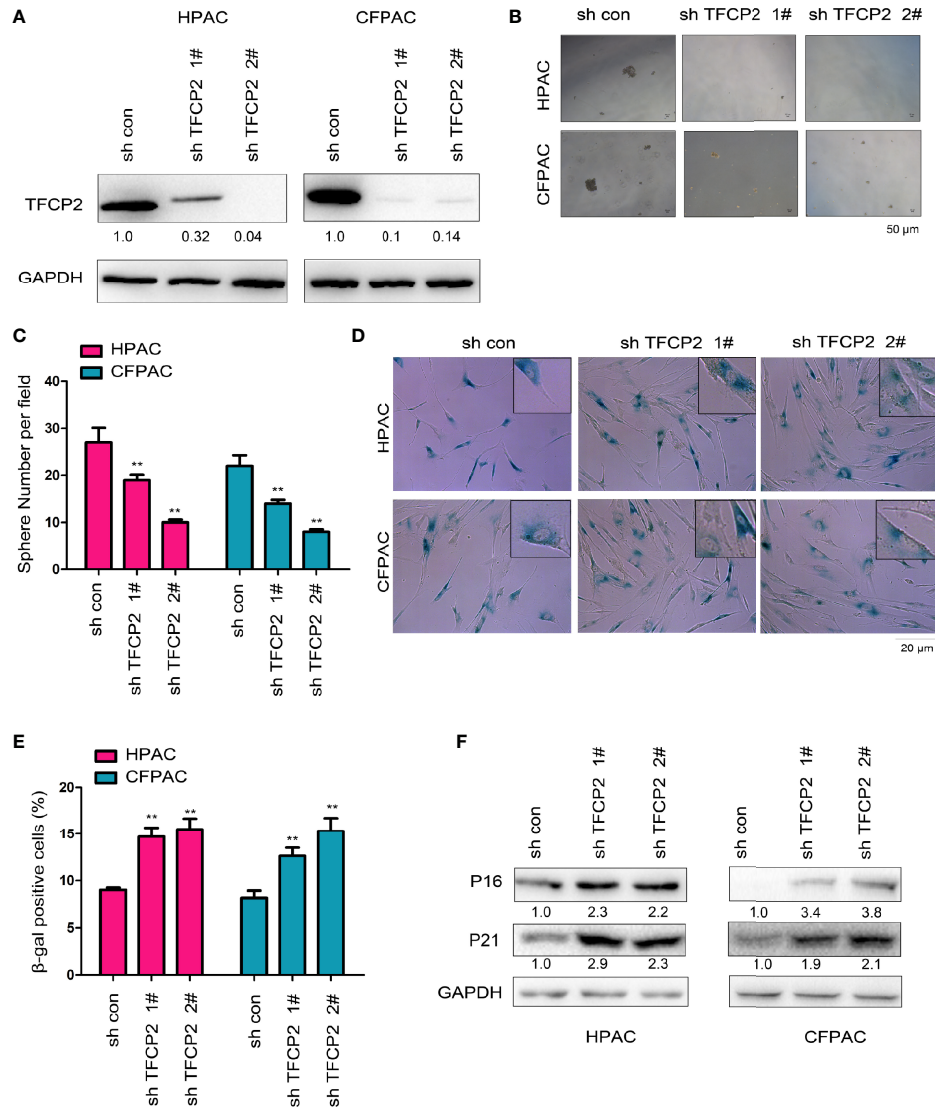 A
HPAC CFPAC
sh con
sh TFCP2 1#
sh TFCP2 2#
sh con
sh TFCP2 1#
sh TFCP2 2#
TFCP2
1.0 0.32 0.04 1.0 0.1 0.14
GAPDH
B
sh con sh TFCP2 1# sh TFCP2 2#
HPAC
CFPAC
50 µm
C
HPAC
CFPAC
Sphere Number per field
40
30
20
10
0
**
**
**
**
sh con
sh TFCP2 1#
sh TFCP2 2#
sh con
sh TFCP2 1#
sh TFCP2 2#
D
sh con sh TFCP2 1# sh TFCP2 2#
HPAC
CFPAC
20 µm
E
HPAC
CFPAC
β-gal positive cells (%)
20
15
10
5
0
**
**
**
**
sh con
sh TFCP2 1#
sh TFCP2 2#
sh con
sh TFCP2 1#
sh TFCP2 2#
F
sh con
sh TFCP2 1#
sh TFCP2 2#
sh con
sh TFCP2 1#
sh TFCP2 2#
P16
1.0 2.3 2.2 1.0 3.4 3.8
P21
1.0 2.9 2.3 1.0 1.9 2.1
GAPDH
HPAC CFPAC